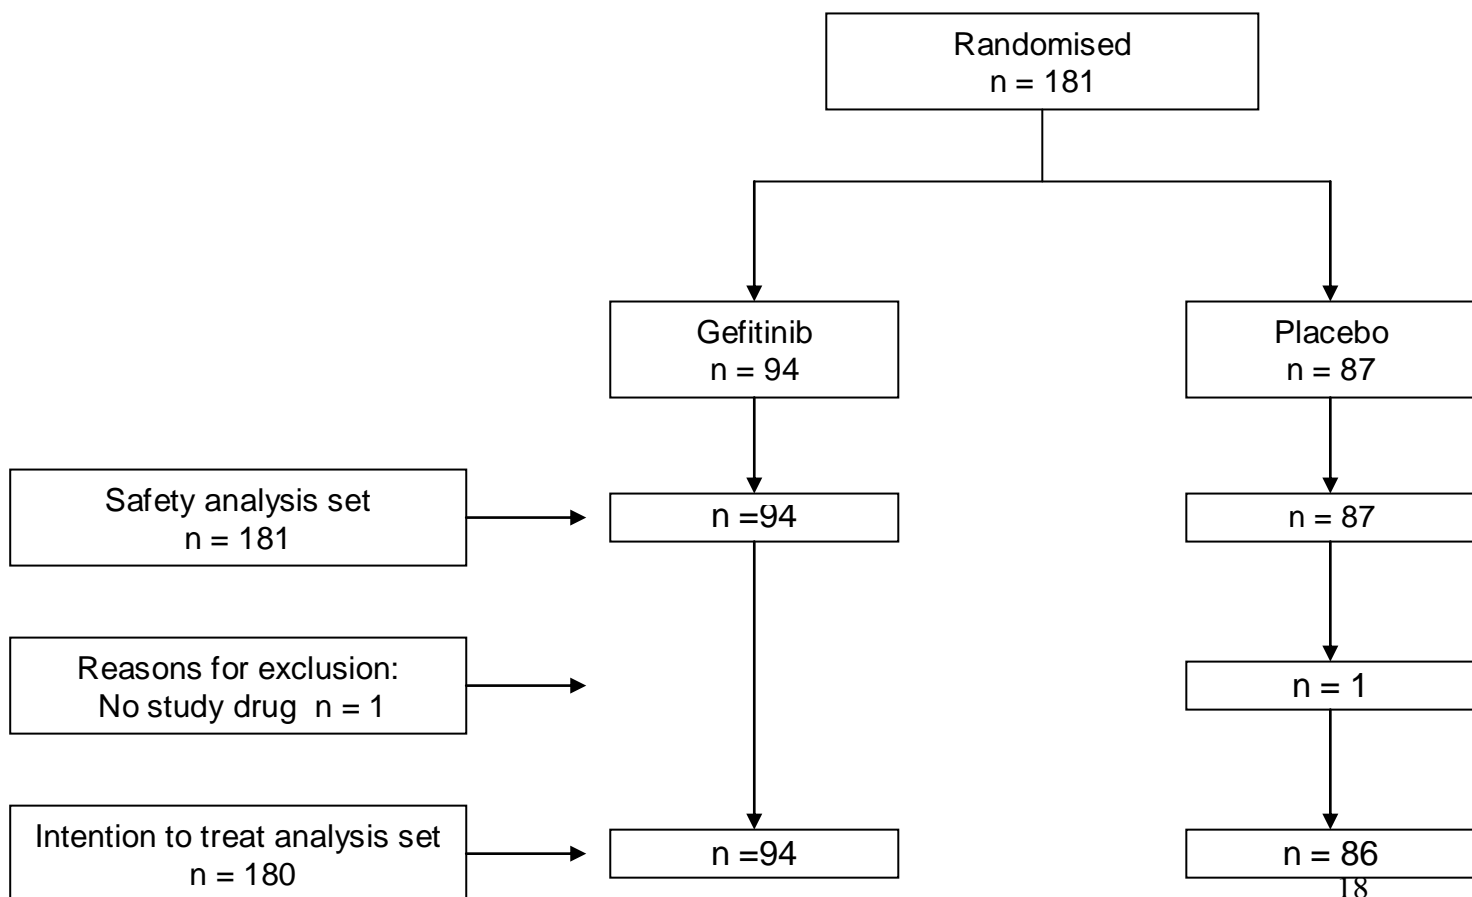 Randomised
n = 181
Gefitinib
n = 94
Placebo
n = 87
Safety analysis set
n = 181
n =94
n = 87
Reasons for exclusion:
No study drug  n = 1
n = 1
Intention to treat analysis set
n = 180
n =94
n = 86
18